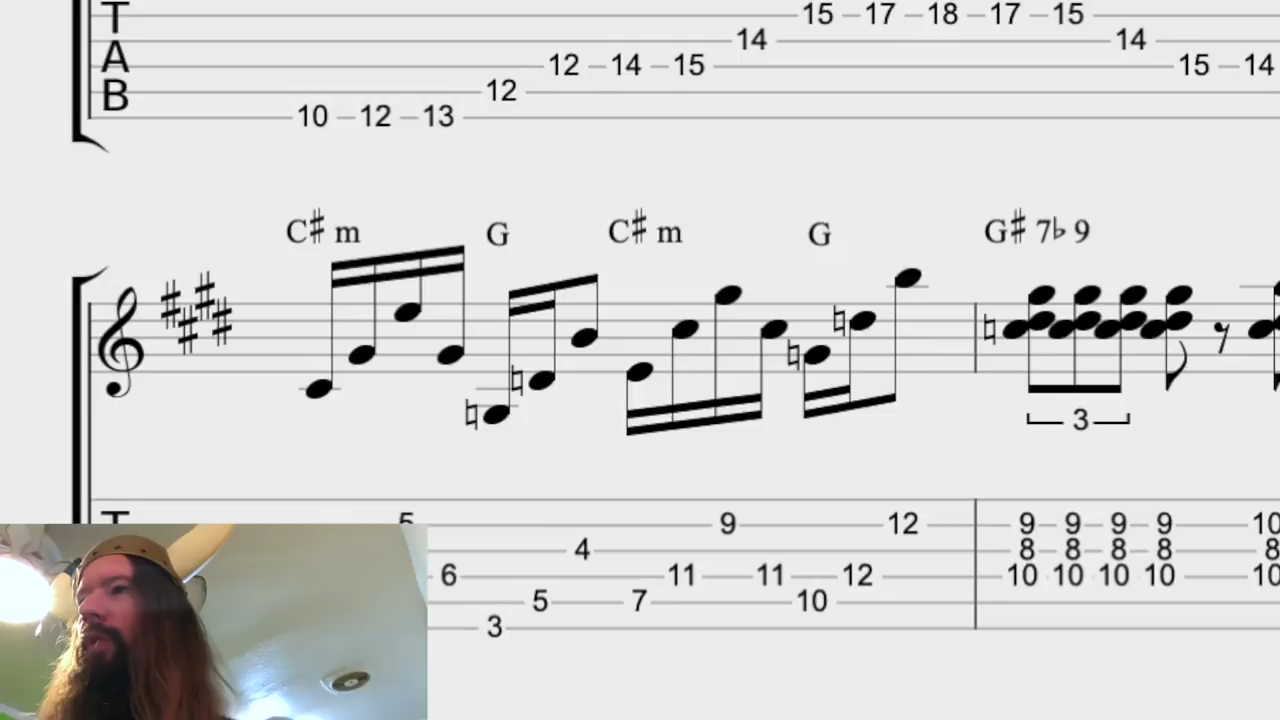 T 15 17 18 17 15
14 14
A 12 14 15 15 14
B 12
10 12 13
C♯ m G C♯ m G G♯ 7♭ 9
3
9 12 9 9 9 9 10
4 8 8 8 8 8
6 11 11 12 10 10 10 10 10
5 7 10
3